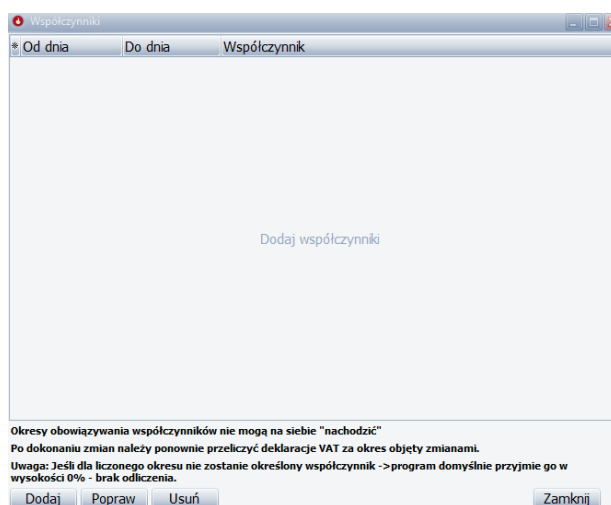 Współczynniki
* Od dnia Do dnia Współczynnik
Dodaj współczynniki
Okresy obowiązywania współczynników nie mogą na siebie "nachodzić"
Po dokonaniu zmian należy ponownie przeliczyć deklaracje VAT za okres objęty zmianami.
Uwaga: Jeśli dla liczonego okresu nie zostanie określony współczynnik ->program domyślnie przyjmie go w
wysokości 0% - brak odliczenia.
Dodaj Popraw Usuń Zamknij